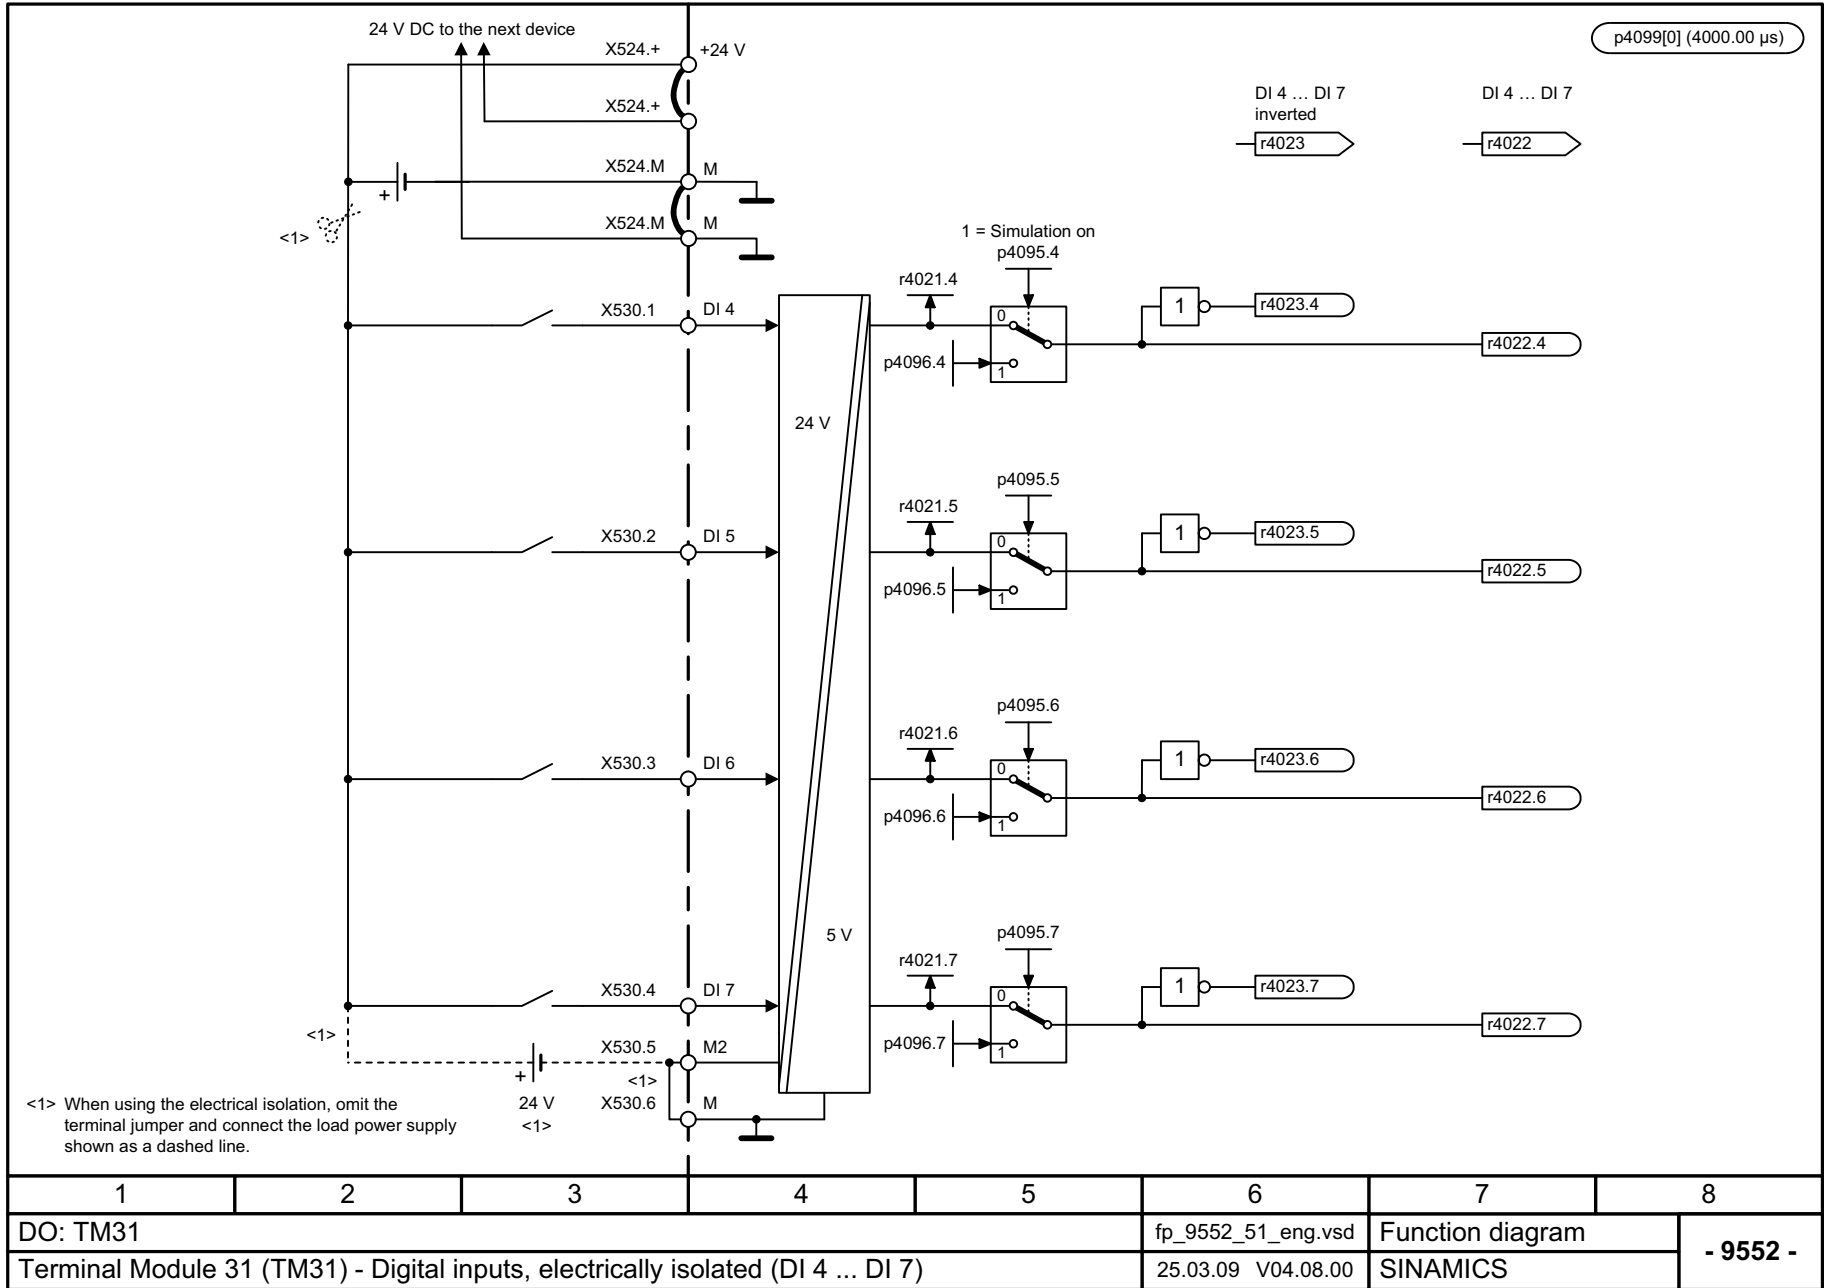 24 V DC to the next device
p4099[0] (4000.00 µs)
X524.+ +24 V
X524.+
DI 4 ... DI 7
inverted
r4023
DI 4 ... DI 7
r4022
X524.M M
+
X524.M M
<1>
1 = Simulation on
p4095.4
r4021.4
X530.1 DI 4
0
1
r4023.4
r4022.4
p4096.4
1
24 V
p4095.5
r4021.5
X530.2 DI 5
0
1
r4023.5
r4022.5
p4096.5
1
p4095.6
r4021.6
X530.3 DI 6
0
1
r4023.6
r4022.6
p4096.6
1
5 V
p4095.7
r4021.7
X530.4 DI 7
0
1
r4023.7
r4022.7
p4096.7
1
<1>
X530.5 M2
+
<1>
24 V
<1>
X530.6 M
<1> When using the electrical isolation, omit the
terminal jumper and connect the load power supply
shown as a dashed line.
1 2 3 4 5 6 7 8
DO: TM31
fp_9552_51_eng.vsd
Function diagram
- 9552 -
Terminal Module 31 (TM31) - Digital inputs, electrically isolated (DI 4 ... DI 7)
25.03.09 V04.08.00
SINAMICS